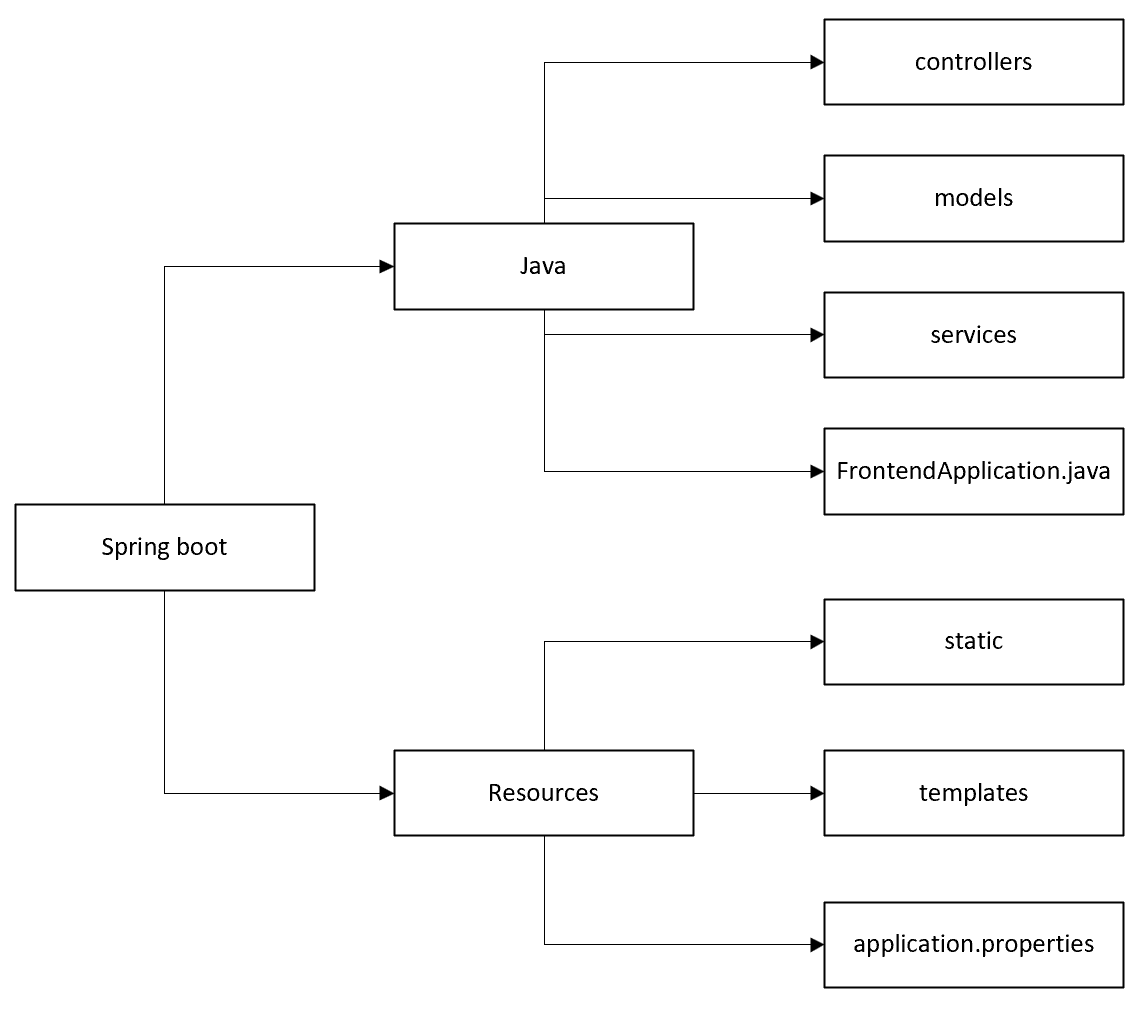 controllers
models
Java
services
FrontendApplication.java
Spring boot
static
Resources
templates
application.properties